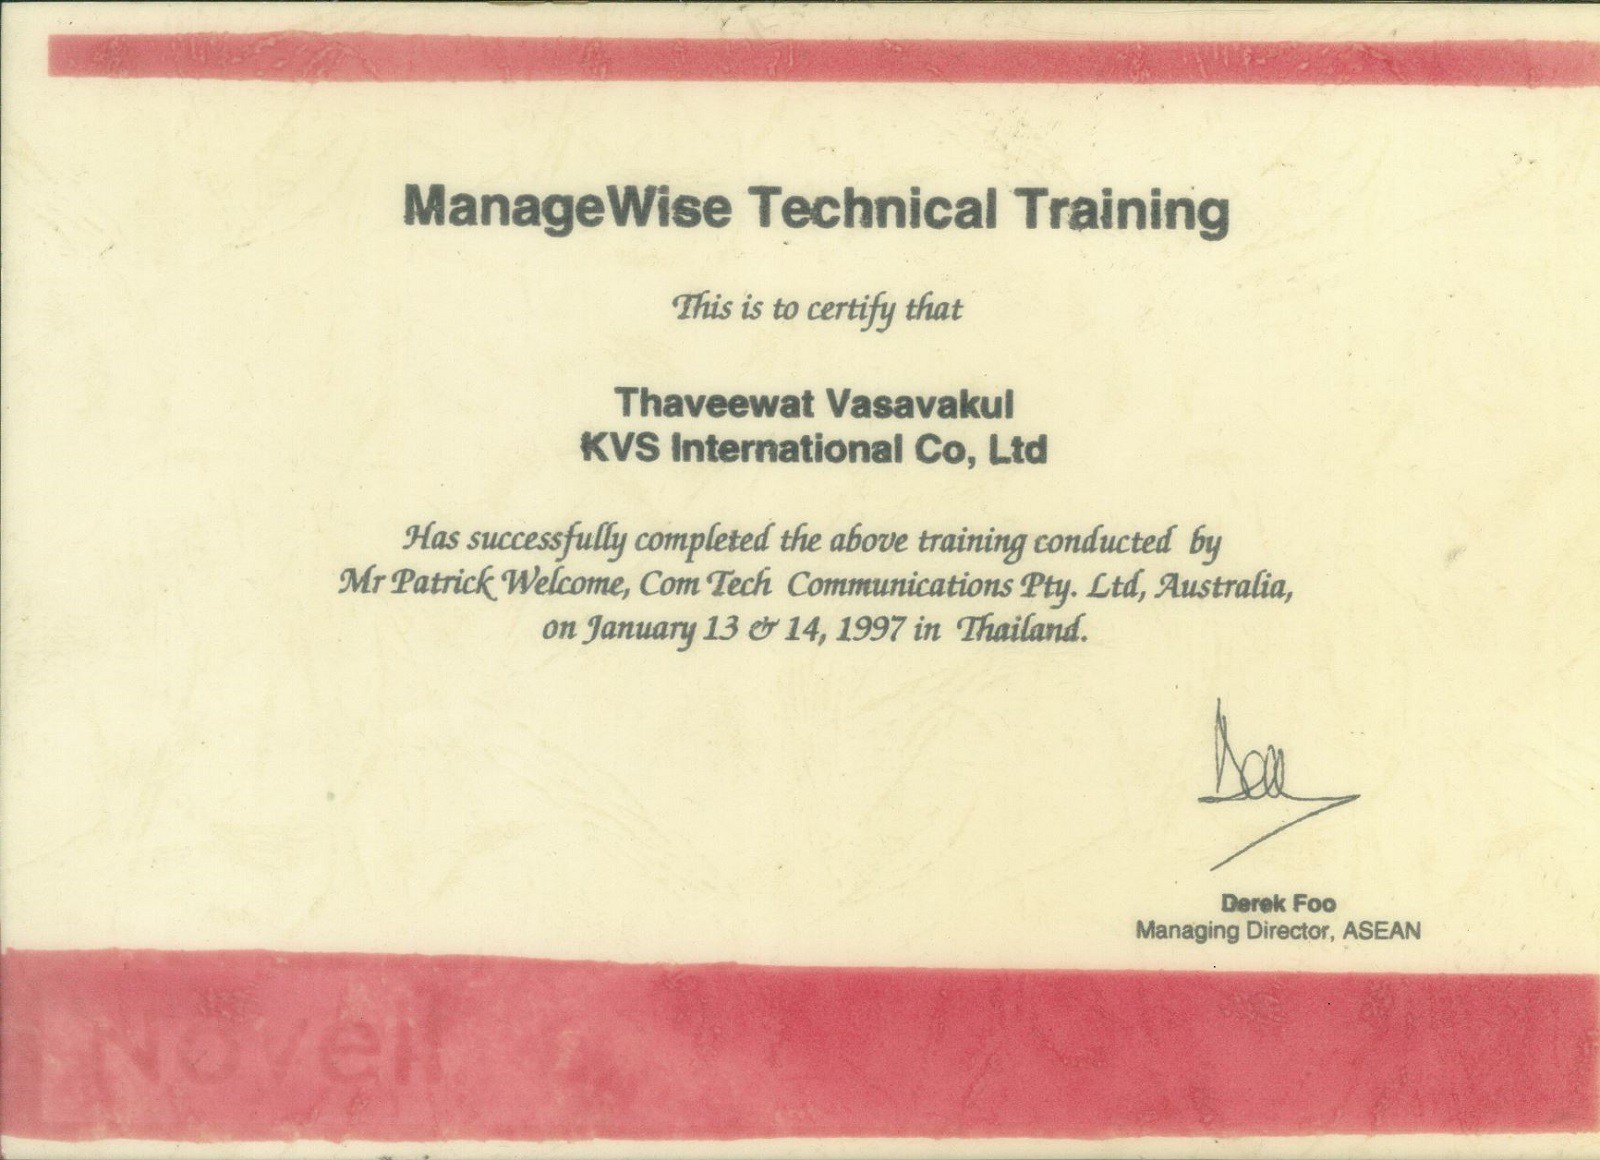 ManageWise Technical Training
This is to certify that
Thaveewat Vasavakul
KVS International Co, Ltd
Has successfully completed the above training conducted by
Mr Patrick Welcome, Com Tech Communications Pty. Ltd, Australia,
on January 13 & 14, 1997 in Thailand.
Derek Foo
Managing Director, ASEAN
Novell